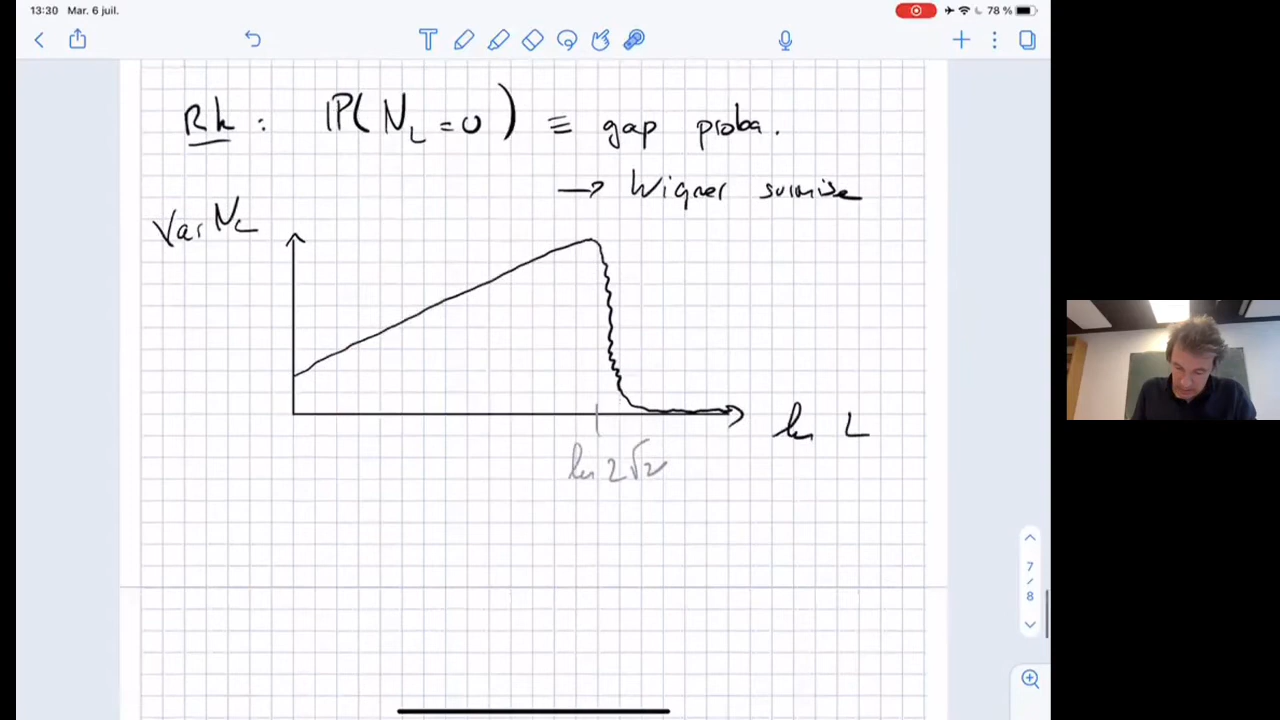 13:30 Mar. 6 juil.
78 %
Rk : IP( N_L = 0 ) ≡ gap proba.
→ Wigner surmise
Var N_L
ln L
ln 2√2
7
/
8